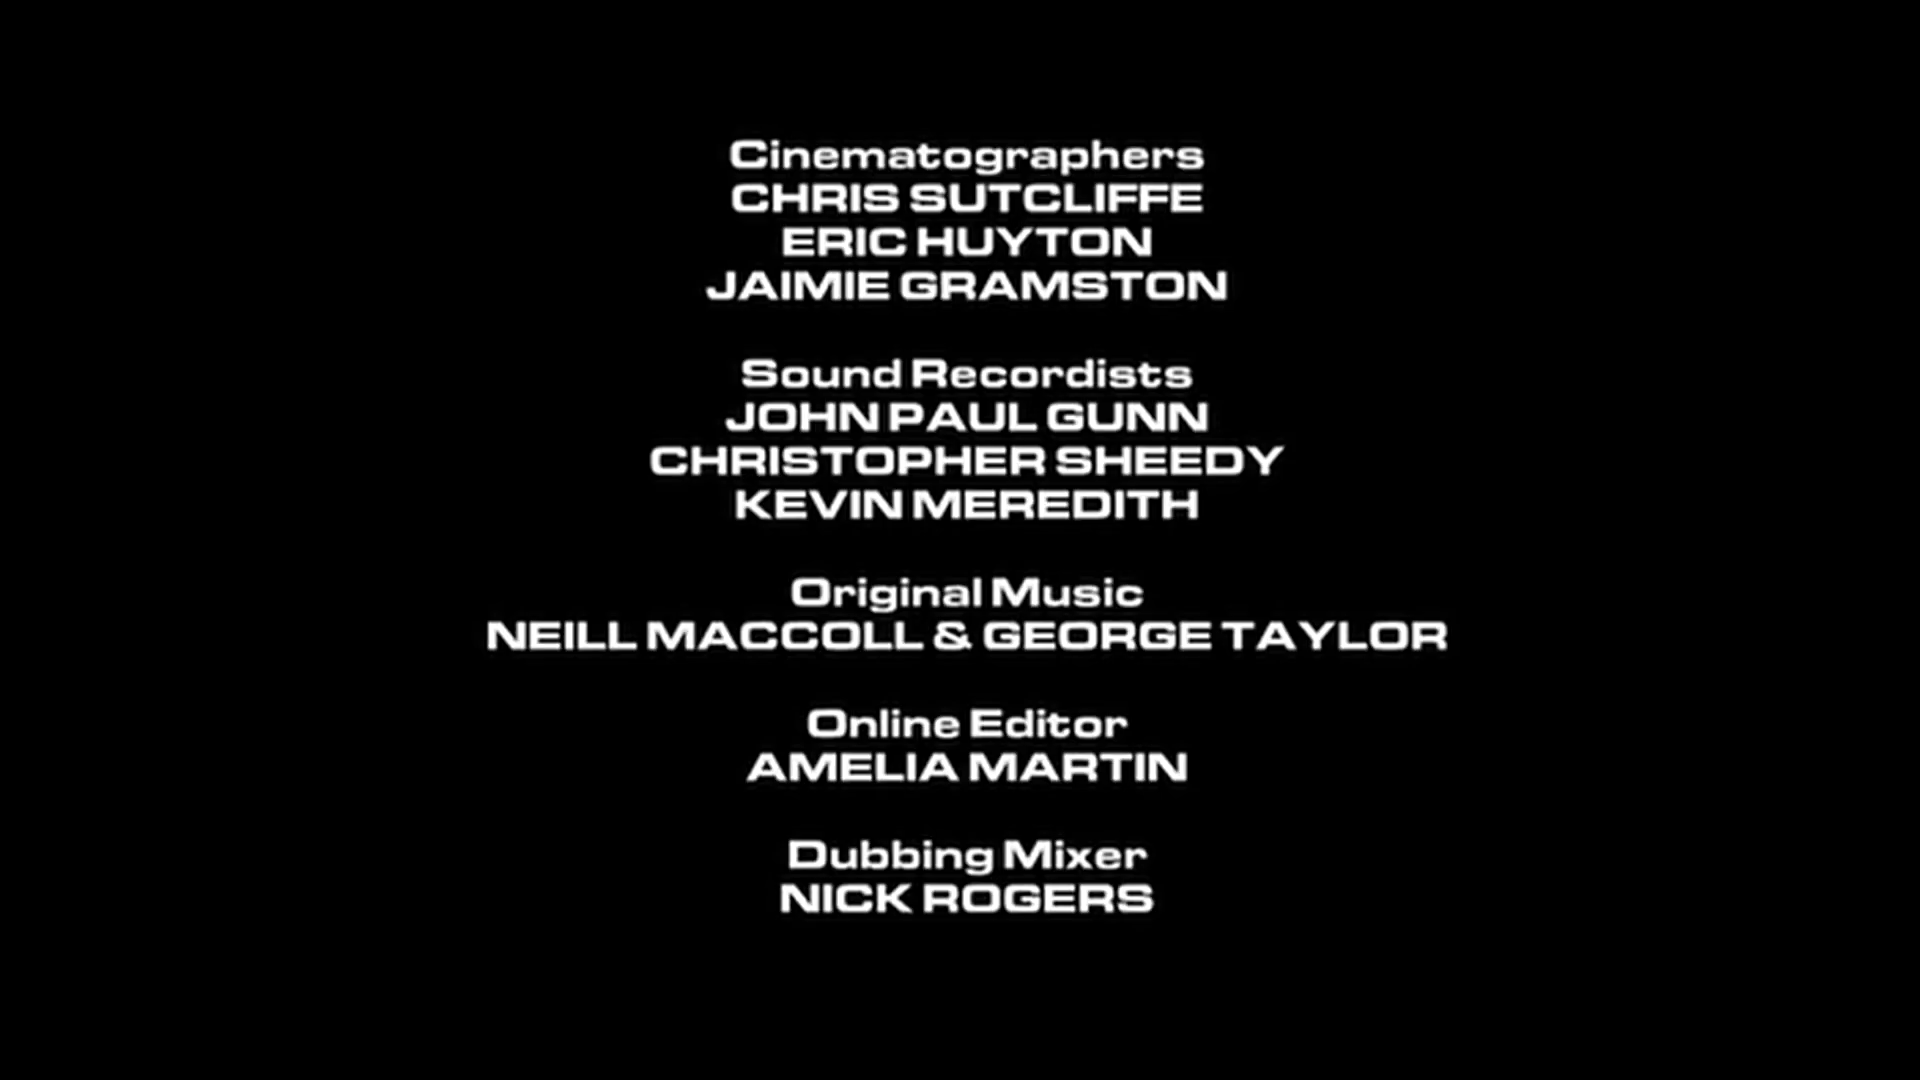 Cinematographers
CHRIS SUTCLIFFE
ERIC HUYTON
JAIMIE GRAMSTON
Sound Recordists
JOHN PAUL GUNN
CHRISTOPHER SHEEDY
KEVIN MEREDITH
Original Music
NEILL MACCOLL & GEORGE TAYLOR
Online Editor
AMELIA MARTIN
Dubbing Mixer
NICK ROGERS